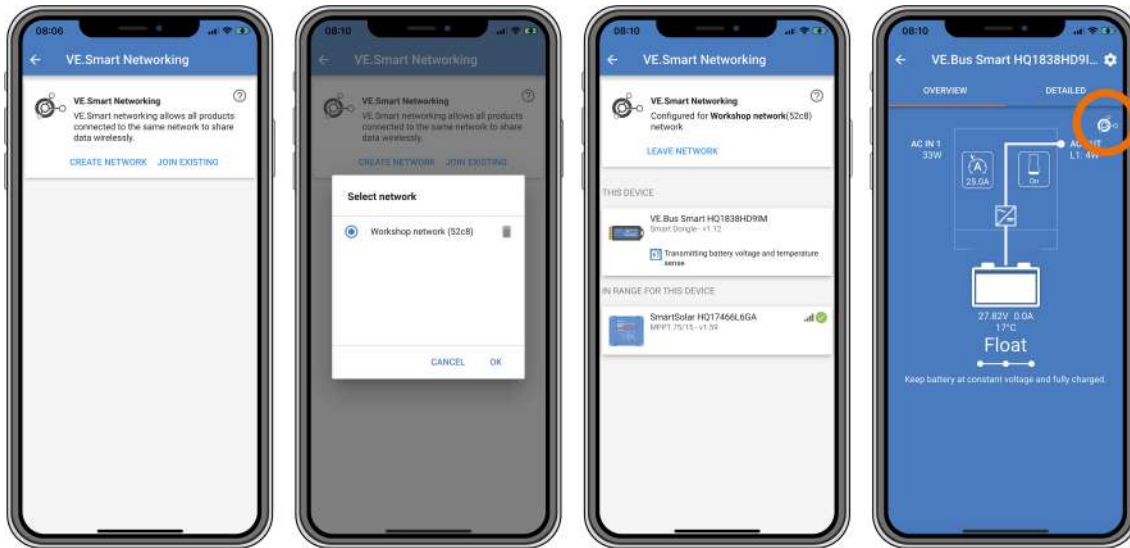 08:06
VE.Smart Networking
VE.Smart Networking
VE.Smart networking allows all products
connected to the same network to share
data wirelessly.
CREATE NETWORK JOIN EXISTING
08:10
VE.Smart Networking
VE.Smart Networking
VE.Smart networking allows all products
connected to the same network to share
data wirelessly.
CREATE NETWORK JOIN EXISTING
Select network
Workshop network (52c8)
CANCEL OK
08:10
VE.Smart Networking
VE.Smart Networking
Configured for Workshop network(52c8)
network
LEAVE NETWORK
THIS DEVICE
VE.Bus Smart HQ1838HD9IM
Smart Dongle - v1.12
Transmitting battery voltage and temperature
sense
IN RANGE FOR THIS DEVICE
SmartSolar HQ17466L6GA
MPPT 75/15 - v1.59
08:10
VE.Bus Smart HQ1838HD9I...
OVERVIEW DETAILED
AC IN 1
33W
25.0A
On
L1: 4W
27.82V 0.0A
17°C
Float
Keep battery at constant voltage and fully charged.